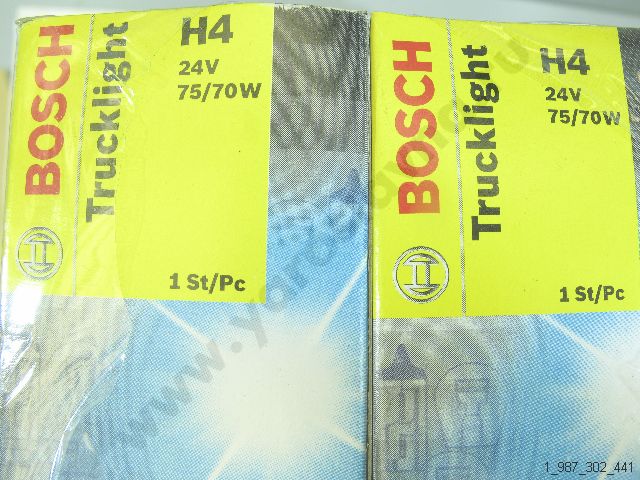 BOSCH
Trucklight
H4
24V
75/70W
1 St/Pc
BOSCH
Trucklight
H4
24V
75/70W
1 St/Pc
1_987_302_441